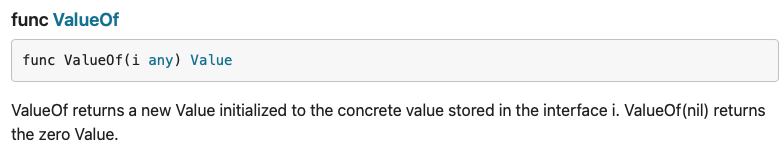 func ValueOf
func ValueOf(i any) Value
ValueOf returns a new Value initialized to the concrete value stored in the interface i. ValueOf(nil) returns
the zero Value.